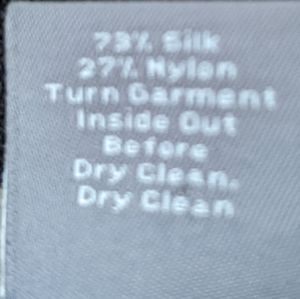 73% Silk
27% Nylon
Turn Garment
Inside Out
Before
Dry Clean.
Dry Clean